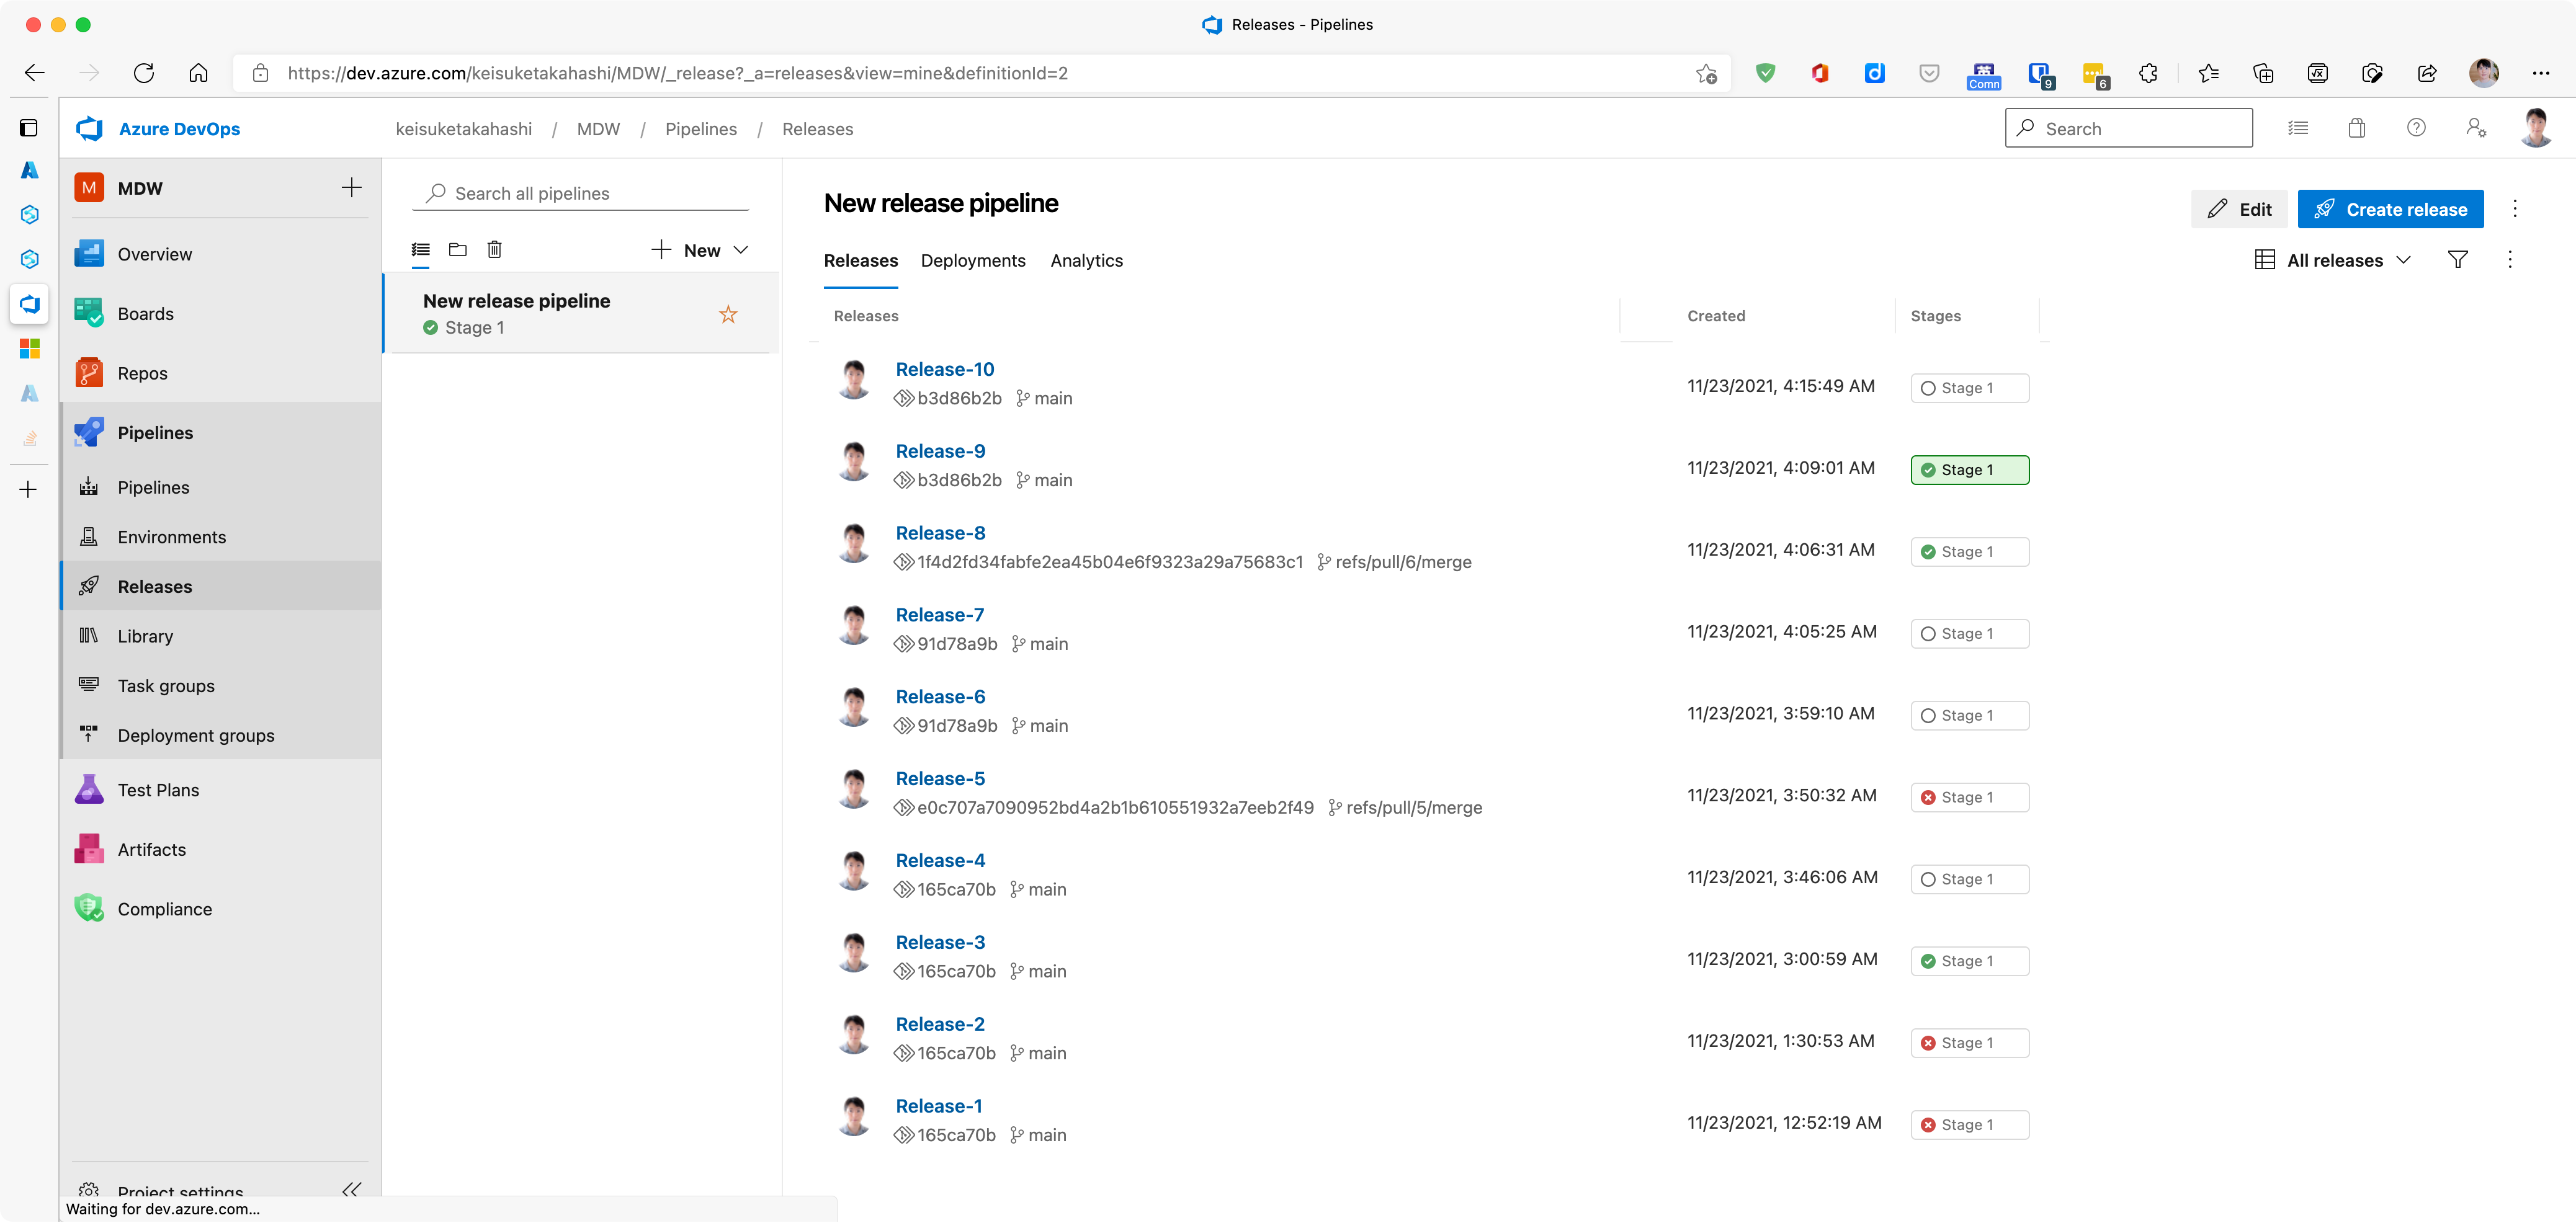 Releases - Pipelines
https://dev.azure.com/keisuketakahashi/MDW/_release?_a=releases&view=mine&definitionId=2
Comn
9
6
Azure DevOps
keisuketakahashi / MDW / Pipelines / Releases
Search
M MDW
Overview
Boards
Repos
Pipelines
Pipelines
Environments
Releases
Library
Task groups
Deployment groups
Test Plans
Artifacts
Compliance
Project settings
Waiting for dev.azure.com...
Search all pipelines
New
New release pipeline
Stage 1
New release pipeline
Edit
Create release
Releases Deployments Analytics
All releases
Releases Created Stages
Release-10
b3d86b2b main
11/23/2021, 4:15:49 AM
Stage 1
Release-9
b3d86b2b main
11/23/2021, 4:09:01 AM
Stage 1
Release-8
1f4d2fd34fabfe2ea45b04e6f9323a29a75683c1 refs/pull/6/merge
11/23/2021, 4:06:31 AM
Stage 1
Release-7
91d78a9b main
11/23/2021, 4:05:25 AM
Stage 1
Release-6
91d78a9b main
11/23/2021, 3:59:10 AM
Stage 1
Release-5
e0c707a7090952bd4a2b1b610551932a7eeb2f49 refs/pull/5/merge
11/23/2021, 3:50:32 AM
Stage 1
Release-4
165ca70b main
11/23/2021, 3:46:06 AM
Stage 1
Release-3
165ca70b main
11/23/2021, 3:00:59 AM
Stage 1
Release-2
165ca70b main
11/23/2021, 1:30:53 AM
Stage 1
Release-1
165ca70b main
11/23/2021, 12:52:19 AM
Stage 1